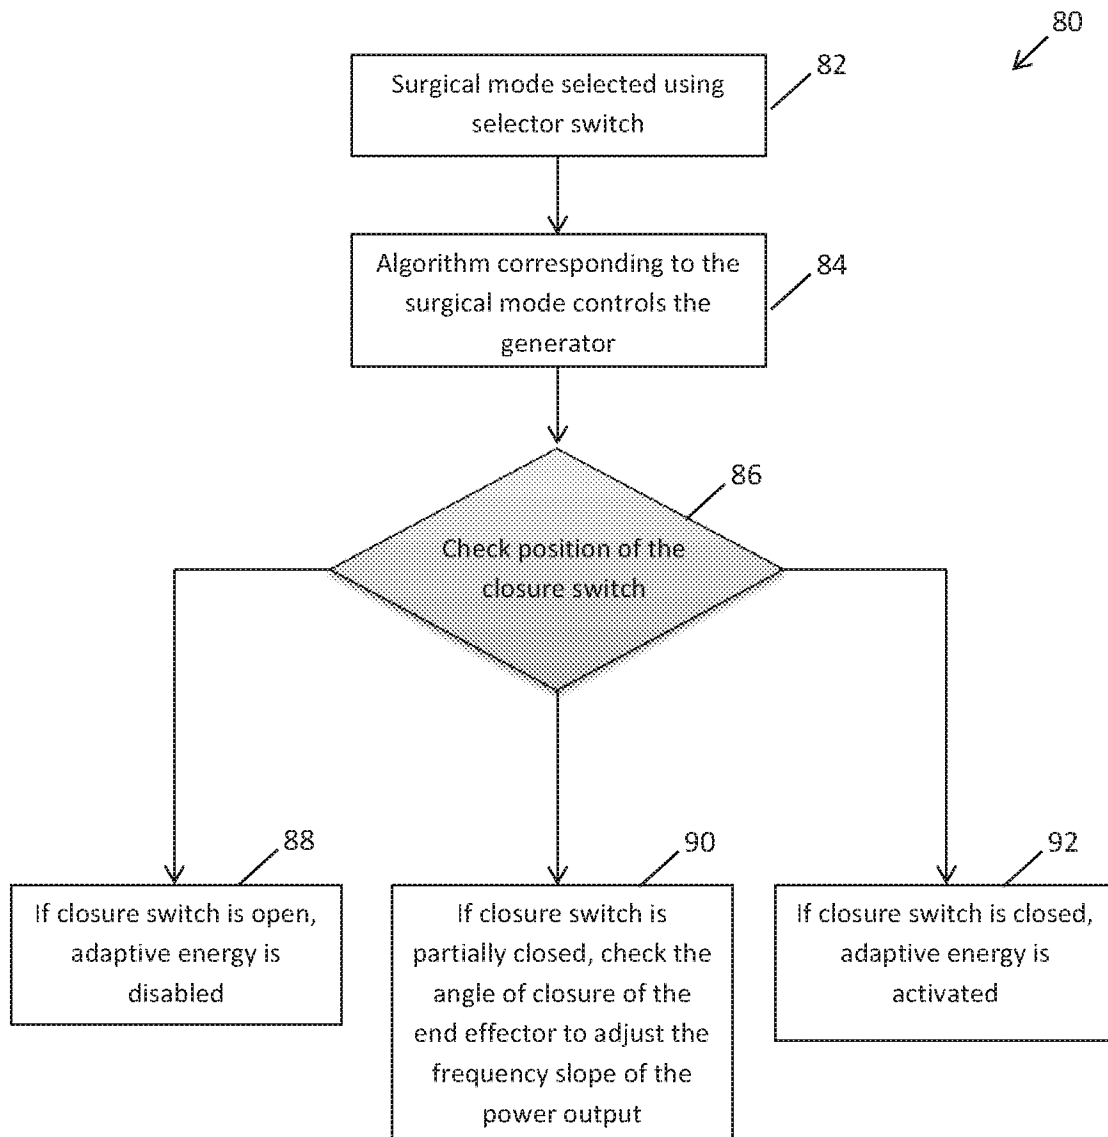 80
82
Surgical mode selected using
selector switch
84
Algorithm corresponding to the
surgical mode controls the
generator
86
Check position of the
closure switch
88
If closure switch is open,
adaptive energy is
disabled
90
If closure switch is
partially closed, check the
angle of closure of the
end effector to adjust the
frequency slope of the
power output
92
If closure switch is closed,
adaptive energy is
activated